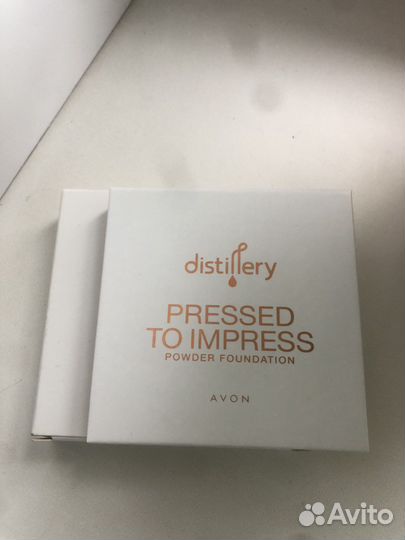 distillery
PRESSED
TO IMPRESS
POWDER FOUNDATION
AVON
Avito